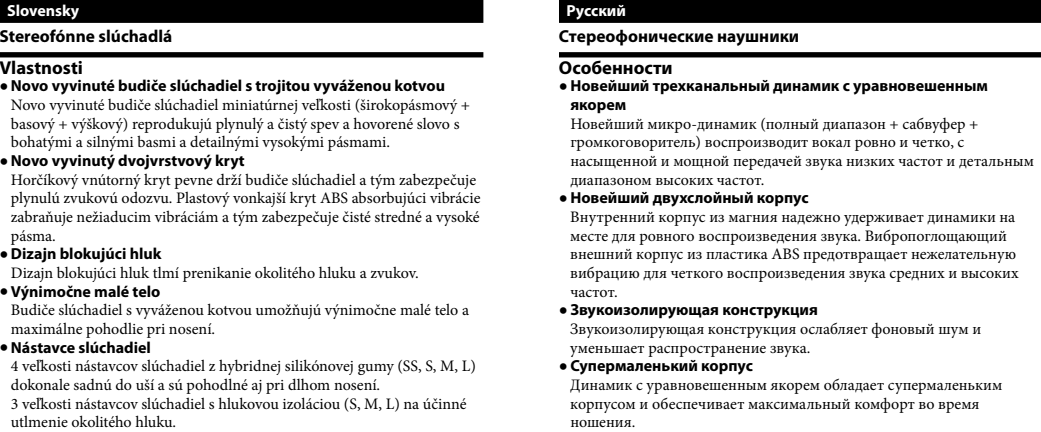 Slovensky
Stereofónne slúchadlá
Vlastnosti
● Novo vyvinuté budiče slúchadiel s trojitou vyváženou kotvou
Novo vyvinuté budiče slúchadiel miniatúrnej veľkosti (širokopásmový +
basový + výškový) reprodukujú plynulý a čistý spev a hovorené slovo s
bohatými a silnými basmi a detailnými vysokými pásmami.
● Novo vyvinutý dvojvrstvový kryt
Horčíkový vnútorný kryt pevne drží budiče slúchadiel a tým zabezpečuje
plynulú zvukovú odozvu. Plastový vonkajší kryt ABS absorbujúci vibrácie
zabraňuje nežiaducim vibráciám a tým zabezpečuje čisté stredné a vysoké
pásma.
● Dizajn blokujúci hluk
Dizajn blokujúci hluk tlmí prenikanie okolitého hluku a zvukov.
● Výnimočne malé telo
Budiče slúchadiel s vyváženou kotvou umožňujú výnimočne malé telo a
maximálne pohodlie pri nosení.
● Nástavce slúchadiel
4 veľkosti nástavcov slúchadiel z hybridnej silikónovej gumy (SS, S, M, L)
dokonale sadnú do uší a sú pohodlné aj pri dlhom nosení.
3 veľkosti nástavcov slúchadiel s hlukovou izoláciou (S, M, L) na účinné
utlmenie okolitého hluku.
Русский
Стереофонические наушники
Особенности
● Новейший трехканальный динамик с уравновешенным
якорем
Новейший микро-динамик (полный диапазон + сабвуфер +
громкоговоритель) воспроизводит вокал ровно и четко, с
насыщенной и мощной передачей звука низких частот и детальным
диапазоном высоких частот.
● Новейший двухслойный корпус
Внутренний корпус из магния надежно удерживает динамики на
месте для ровного воспроизведения звука. Вибропоглощающий
внешний корпус из пластика ABS предотвращает нежелательную
вибрацию для четкого воспроизведения звука средних и высоких
частот.
● Звукоизолирующая конструкция
Звукоизолирующая конструкция ослабляет фоновый шум и
уменьшает распространение звука.
● Супермаленький корпус
Динамик с уравновешенным якорем обладает супермаленьким
корпусом и обеспечивает максимальный комфорт во время
ношения.